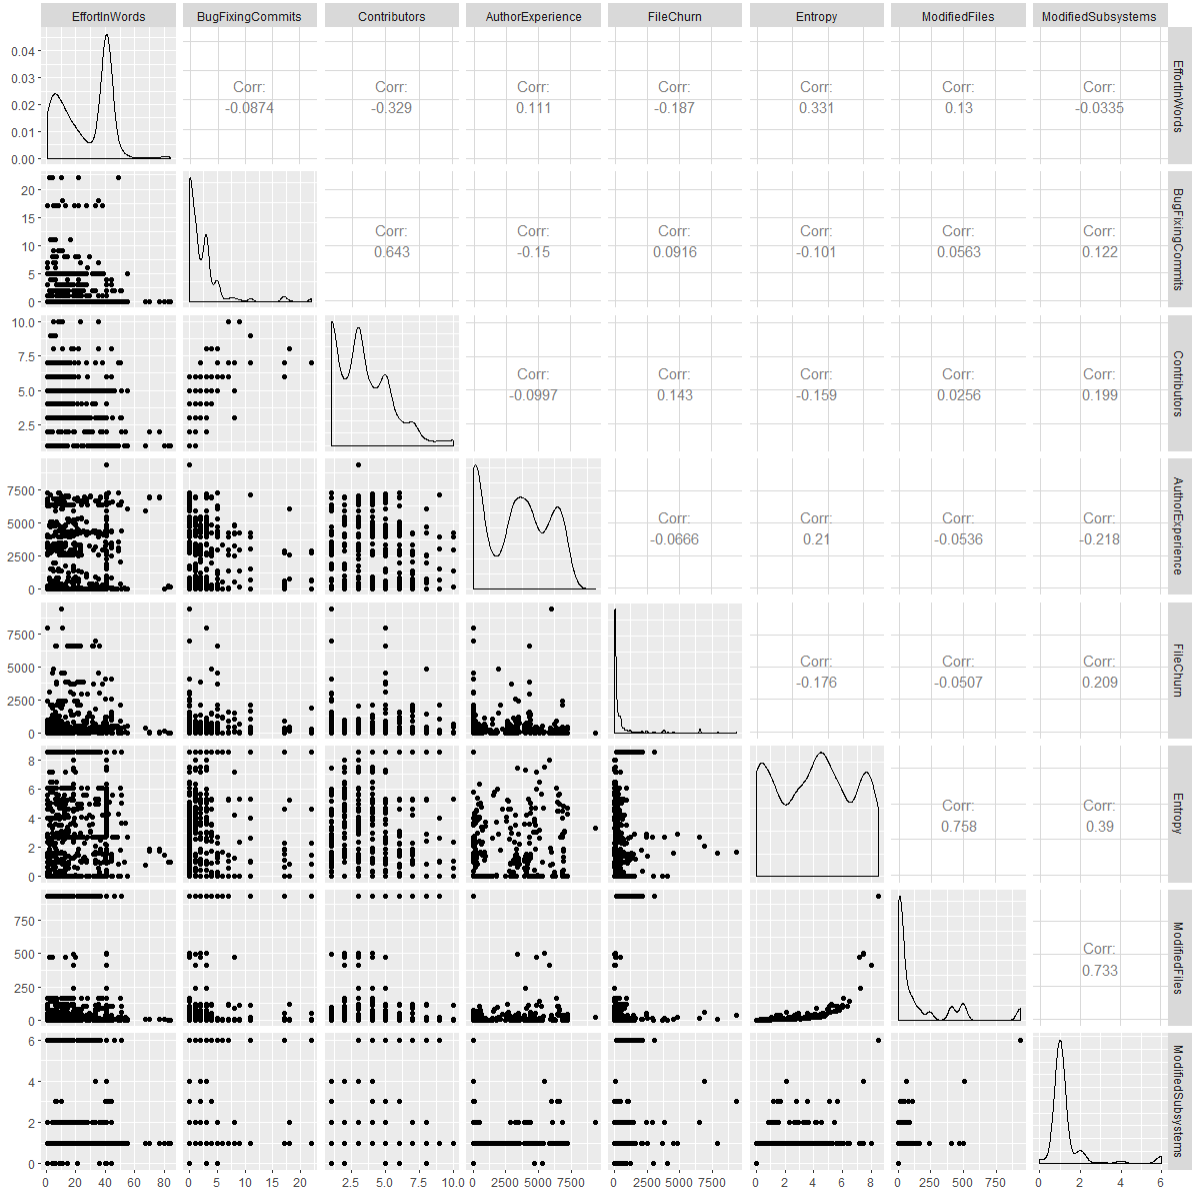 EffortInWords BugFixingCommits Contributors AuthorExperience FileChurn Entropy ModifiedFiles ModifiedSubsystems
0.04
0.03
0.02
0.01
0.00
Corr: Corr: Corr: Corr: Corr: Corr: Corr:
-0.0874 -0.329 0.111 -0.187 0.331 0.13 -0.0335
EffortInWords
20
15
10
5
0
Corr: Corr: Corr: Corr: Corr: Corr:
0.643 -0.15 0.0916 -0.101 0.0563 0.122
BugFixingCommits
10.0
7.5
5.0
2.5
Corr: Corr: Corr: Corr: Corr:
-0.0997 0.143 -0.159 0.0256 0.199
Contributors
7500
5000
2500
0
Corr: Corr: Corr: Corr:
-0.0666 0.21 -0.0536 -0.218
AuthorExperience
7500
5000
2500
0
Corr: Corr: Corr:
-0.176 -0.0507 0.209
FileChurn
8
6
4
2
0
Corr: Corr:
0.758 0.39
Entropy
750
500
250
0
Corr:
0.733
ModifiedFiles
6
4
2
0
ModifiedSubsystems
0 20 40 60 80 0 5 10 15 20 2.5 5.0 7.5 10.0 0 2500 5000 7500 0 2500 5000 7500 0 2 4 6 8 0 250 500 750 0 2 4 6